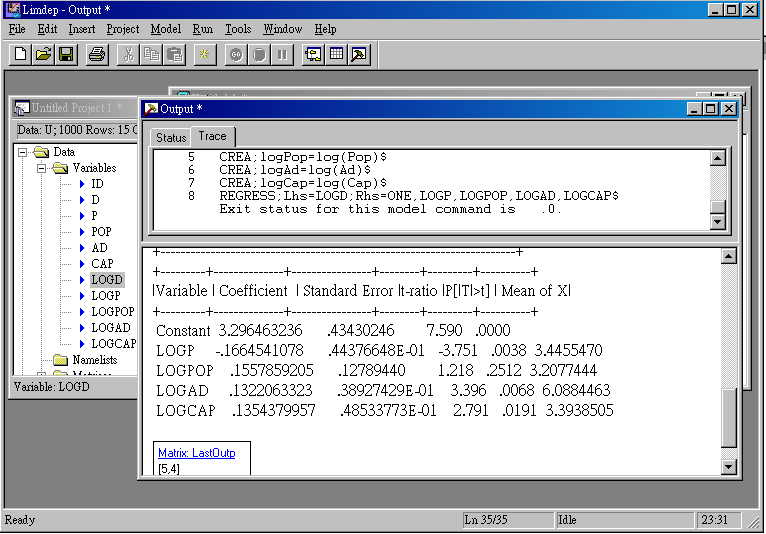 Limdep - Output *
File Edit Insert Project Model Run Tools Window Help
GO
Untitled Project 1 *
Data: U; 1000 Rows: 15 O
Data
Variables
ID
D
P
POP
AD
CAP
LOGD
LOGP
LOGPOP
LOGAD
LOGCAP
Namelists
Variable: LOGD
Output *
Status Trace
5 CREA;logPop=log(Pop)$
6 CREA;logAd=log(Ad)$
7 CREA;logCap=log(Cap)$
8 REGRESS;Lhs=LOGD;Rhs=ONE,LOGP,LOGPOP,LOGAD,LOGCAP$
Exit status for this model command is .0.
+-----------------------------------------------------------------------+
+---------+--------------+----------------+--------+---------+----------+
|Variable | Coefficient | Standard Error |t-ratio |P[|T|>t] | Mean of X|
+---------+--------------+----------------+--------+---------+----------+
Constant 3.296463236 .43430246 7.590 .0000
LOGP -.1664541078 .44376648E-01 -3.751 .0038 3.4455470
LOGPOP .1557859205 .12789440 1.218 .2512 3.2077444
LOGAD .1322063323 .38927429E-01 3.396 .0068 6.0884463
LOGCAP .1354379957 .48533773E-01 2.791 .0191 3.3938505
Matrix: LastOutp
[5,4]
Ready Ln 35/35 Idle 23:31